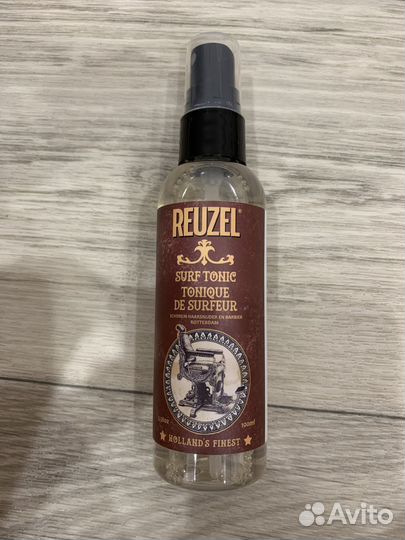 REUZEL
SURF TONIC
TONIQUE
DE SURFEUR
SCHOREM HAARSNIJDER EN BARBIER
ROTTERDAM
100ml
HOLLAND'S FINEST
Avito